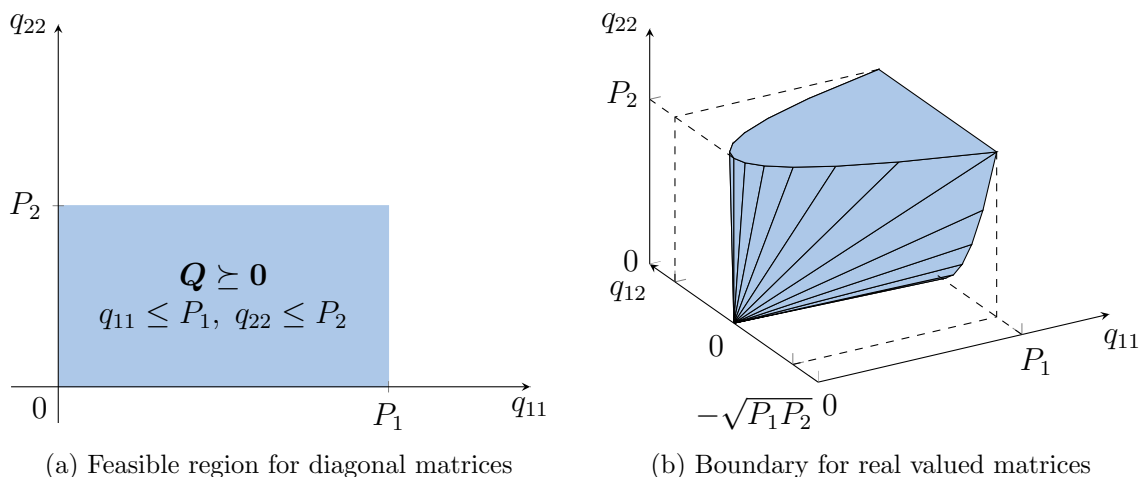 q₂₂
P₂
Q ⪰ 0
q₁₁ ≤ P₁, q₂₂ ≤ P₂
0
P₁
q₁₁
(a) Feasible region for diagonal matrices
q₂₂
P₂
0
q₁₂
0
−√P₁P₂
0
P₁
q₁₁
(b) Boundary for real valued matrices